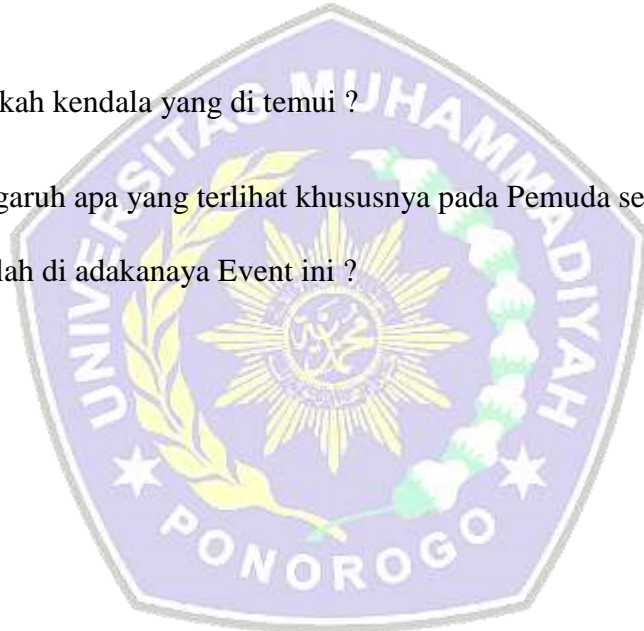 kah kendala yang di temui ?
garuh apa yang terlihat khususnya pada Pemuda se
lah di adakanaya Event ini ?
UNIVERSITAS MUHAMMADIYAH
PONOROGO